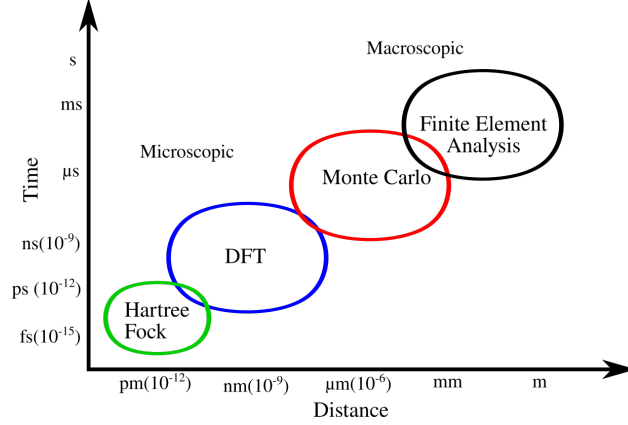 Macroscopic
s
ms
Finite Element
Analysis
Microscopic
µs
Monte Carlo
Time
ns(10-9)
DFT
ps (10-12)
Hartree
Fock
fs(10-15)
pm(10-12)
nm(10-9)
µm(10-6)
mm
m
Distance